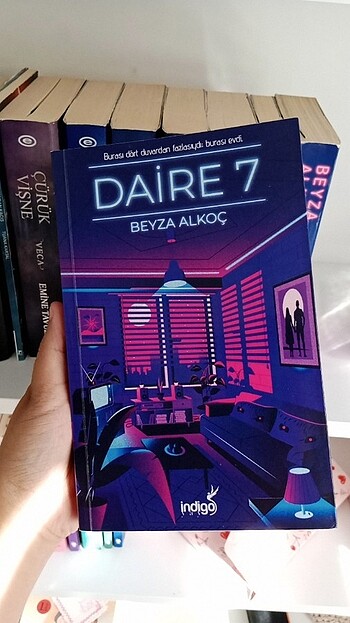 Burası dört duvardan fazlasıydı burası evdi.
DAİRE 7
BEYZA ALKOÇ
indigo
ÇÜRÜK
VİŞNE
VECA
EMİNE TAVUZ
BEYZA